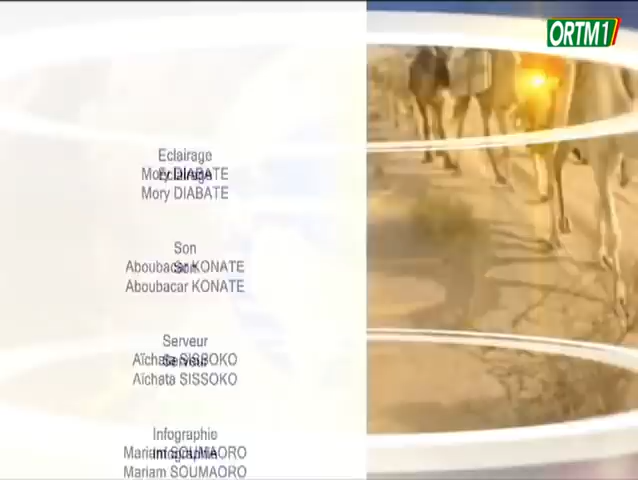 ORTM1
Eclairage
Mory DIABATE
Son
Aboubacar KONATE
Serveur
Aïchata SISSOKO
Infographie
Mariam SOUMAORO